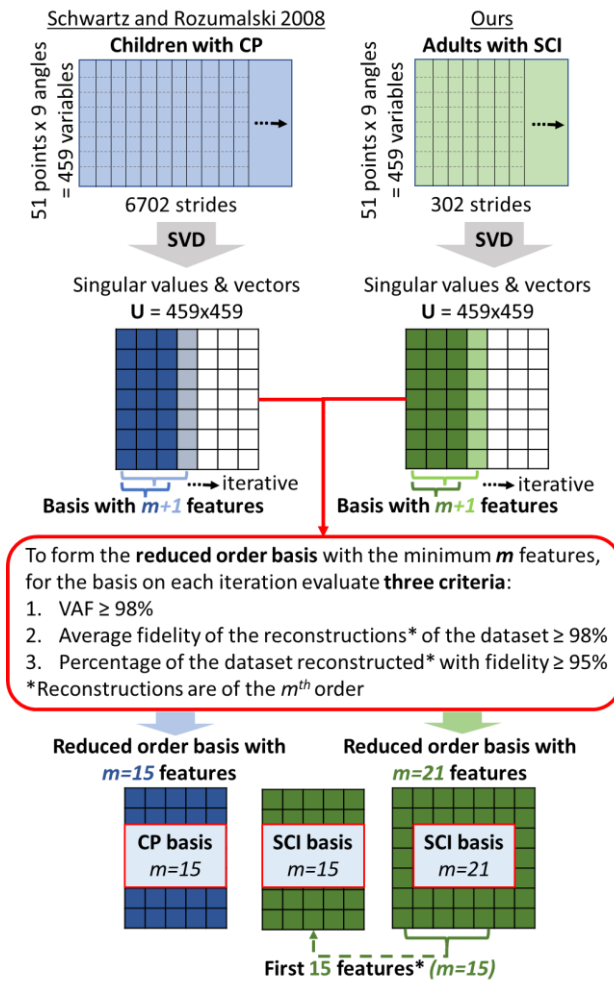 Schwartz and Rozumalski 2008
Children with CP
51 points x 9 angles
= 459 variables
6702 strides
SVD
Singular values & vectors
U = 459x459
iterative
Basis with m+1 features
Ours
Adults with SCI
51 points x 9 angles
= 459 variables
302 strides
SVD
Singular values & vectors
U = 459x459
iterative
Basis with m+1 features
To form the reduced order basis with the minimum m features,
for the basis on each iteration evaluate three criteria:
1. VAF ≥ 98%
2. Average fidelity of the reconstructions* of the dataset ≥ 98%
3. Percentage of the dataset reconstructed* with fidelity ≥ 95%
*Reconstructions are of the mth order
Reduced order basis with
m=15 features
Reduced order basis with
m=21 features
CP basis
m=15
SCI basis
m=15
SCI basis
m=21
First 15 features* (m=15)